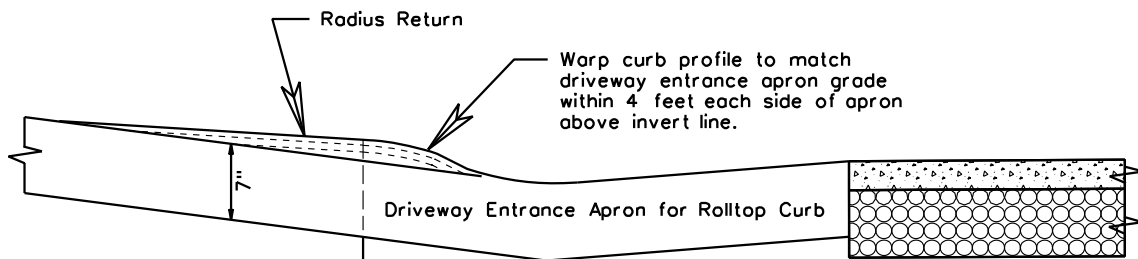 Radius Return
Warp curb profile to match
driveway entrance apron grade
within 4 feet each side of apron
above invert line.
7"
Driveway Entrance Apron for Rolltop Curb